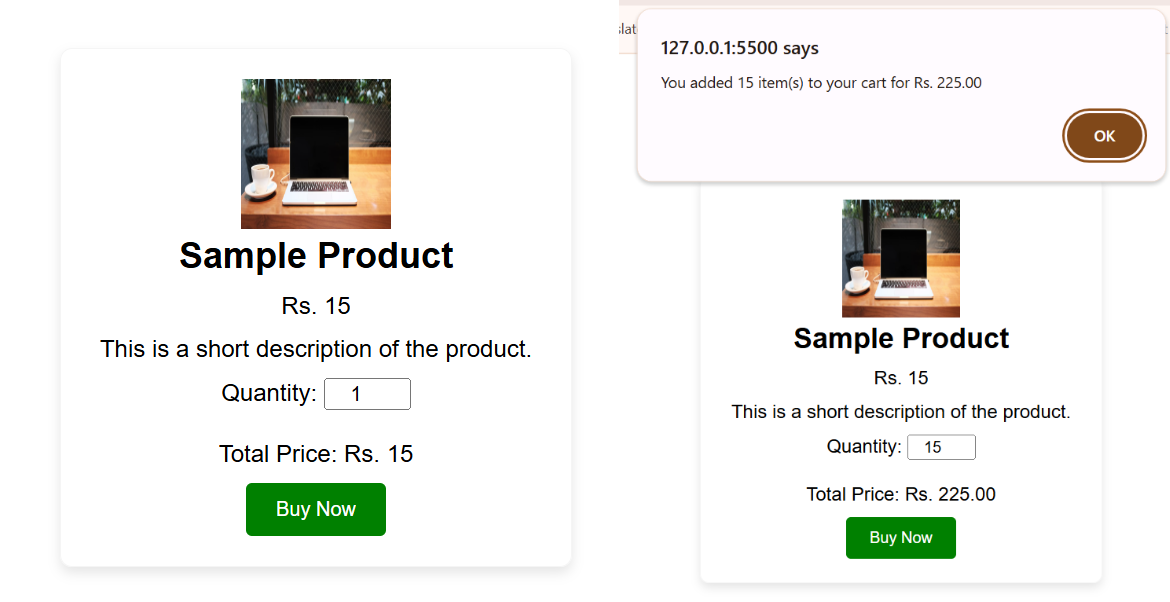 Sample Product
Rs. 15
This is a short description of the product.
Quantity: 1
Total Price: Rs. 15
Buy Now
127.0.0.1:5500 says
You added 15 item(s) to your cart for Rs. 225.00
OK
Sample Product
Rs. 15
This is a short description of the product.
Quantity: 15
Total Price: Rs. 225.00
Buy Now